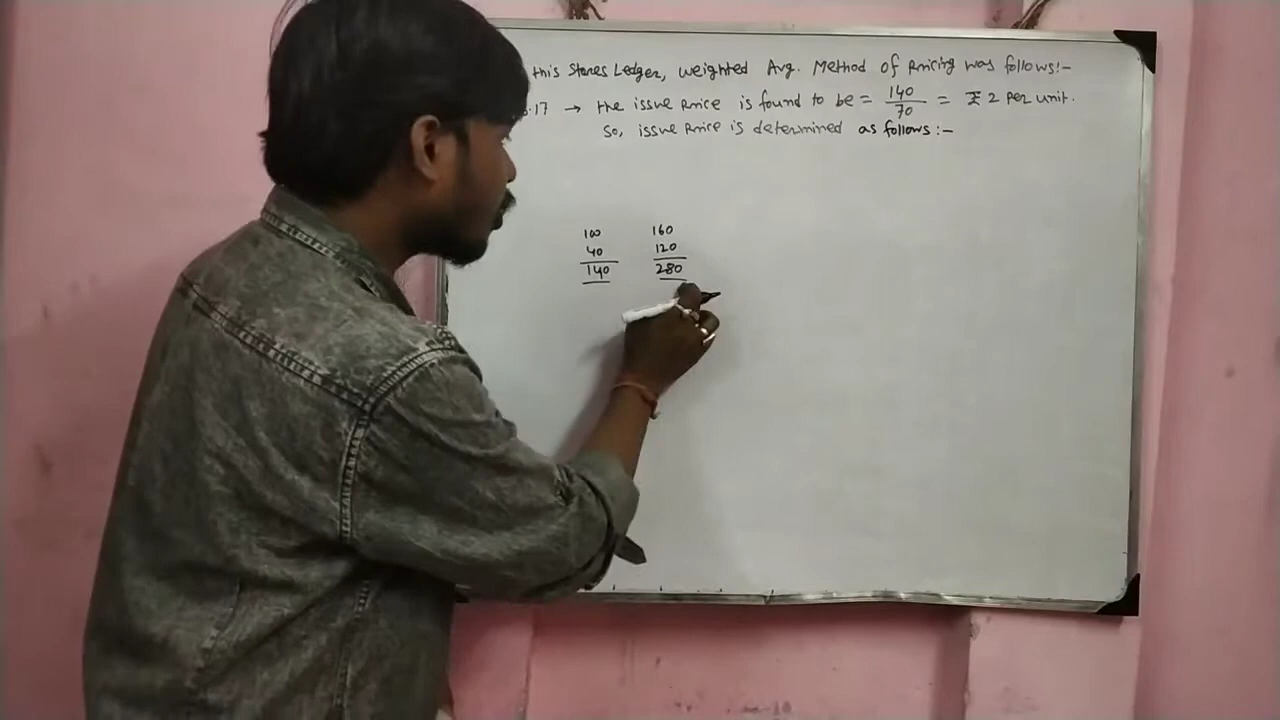 this Stores Ledger, weighted Avg. Method of Pricing was follows:-
.17 → the issue price is found to be = 140/70 = ₹ 2 per unit.
so, issue price is determined as follows:-
100 160
40 120
140 280